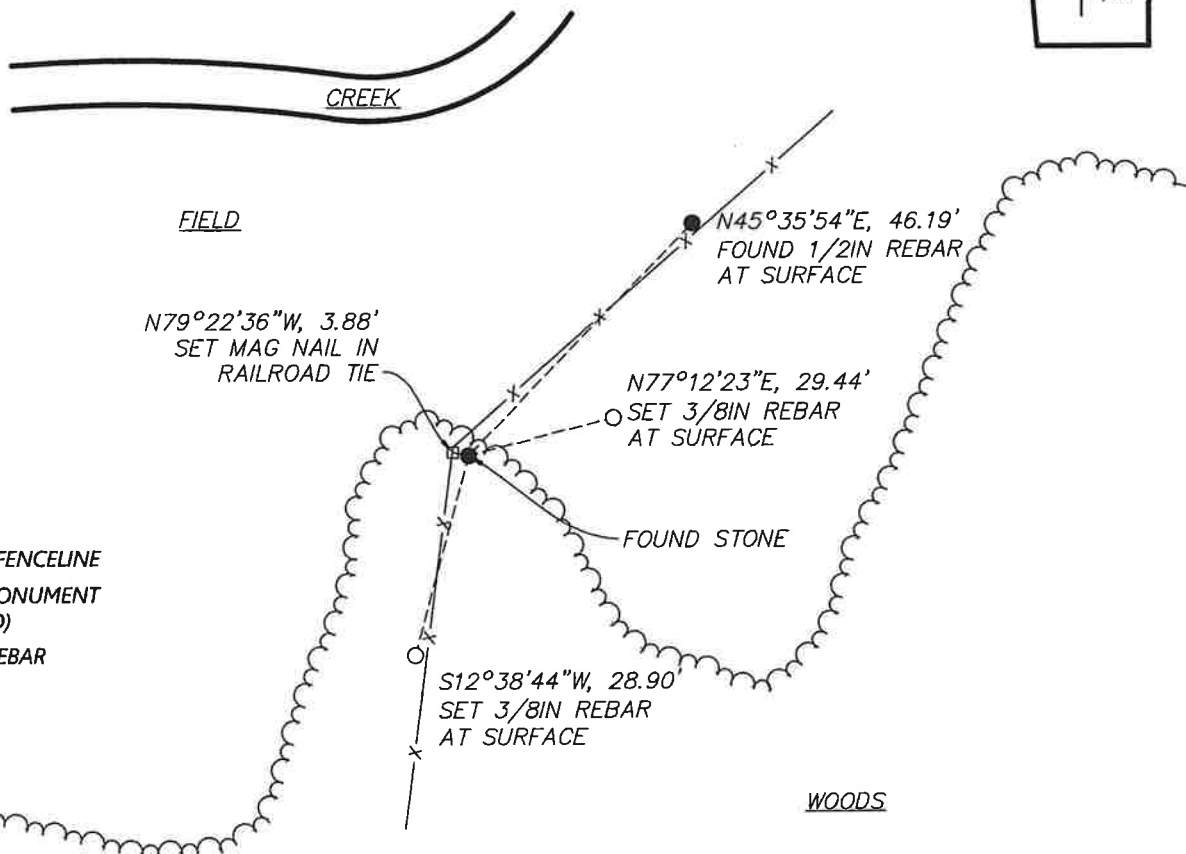 CREEK
FIELD
N45°35'54"E, 46.19'
FOUND 1/2IN REBAR
AT SURFACE
N79°22'36"W, 3.88'
SET MAG NAIL IN
RAILROAD TIE
N77°12'23"E, 29.44'
SET 3/8IN REBAR
AT SURFACE
FOUND STONE
FENCELINE
REBAR
S12°38'44"W, 28.90'
SET 3/8IN REBAR
AT SURFACE
WOODS